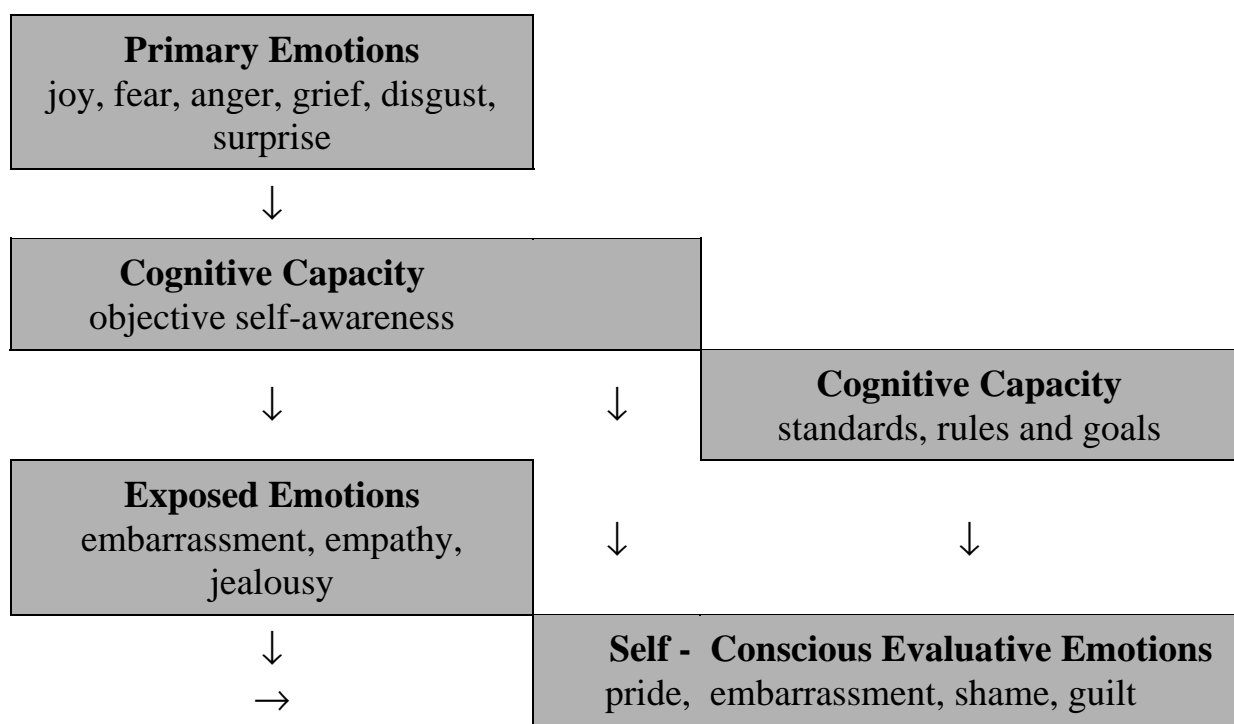 Primary Emotions
joy, fear, anger, grief, disgust,
surprise
↓
Cognitive Capacity
objective self-awareness
↓ ↓
Cognitive Capacity
standards, rules and goals
Exposed Emotions
embarrassment, empathy,
jealousy
↓ ↓
↓
→
Self - Conscious Evaluative Emotions
pride, embarrassment, shame, guilt